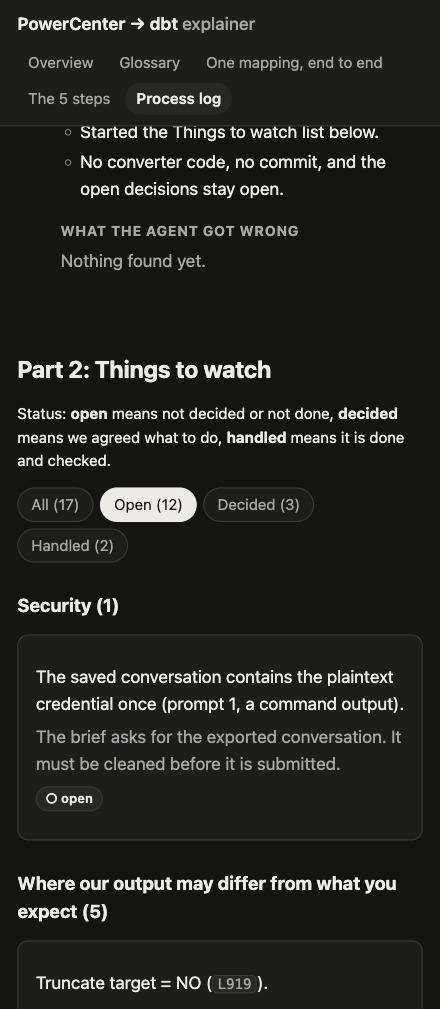 PowerCenter → dbt explainer
Overview Glossary One mapping, end to end
The 5 steps Process log
Started the Things to watch list below.
No converter code, no commit, and the
open decisions stay open.
WHAT THE AGENT GOT WRONG
Nothing found yet.
Part 2: Things to watch
Status: open means not decided or not done, decided
means we agreed what to do, handled means it is done
and checked.
All (17) Open (12) Decided (3)
Handled (2)
Security (1)
The saved conversation contains the plaintext
credential once (prompt 1, a command output).
The brief asks for the exported conversation. It
must be cleaned before it is submitted.
open
Where our output may differ from what you
expect (5)
Truncate target = NO (L919).